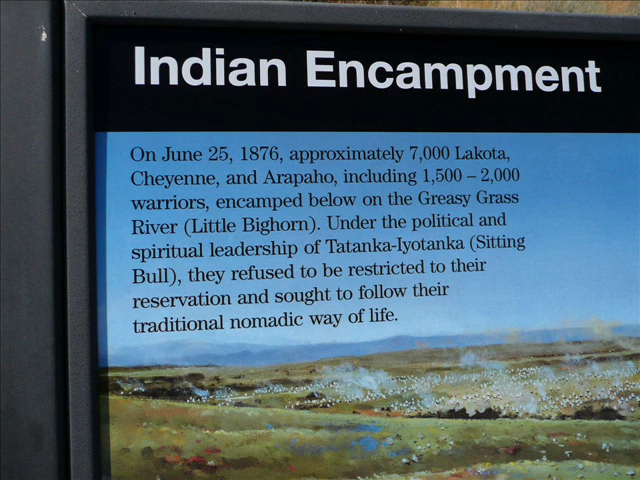 Indian Encampment
On June 25, 1876, approximately 7,000 Lakota,
Cheyenne, and Arapaho, including 1,500 – 2,000
warriors, encamped below on the Greasy Grass
River (Little Bighorn). Under the political and
spiritual leadership of Tatanka-Iyotanka (Sitting
Bull), they refused to be restricted to their
reservation and sought to follow their
traditional nomadic way of life.